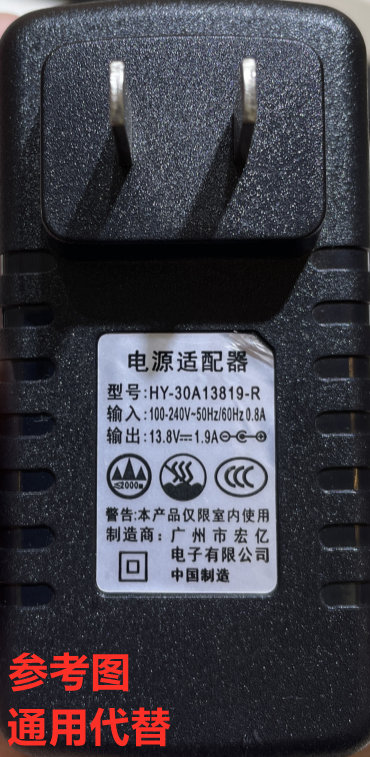 电源适配器
型号:HY-30A13819-R
输入:100-240V~50Hz/60Hz 0.8A
输出:13.8V⎓1.9A
≤2000m
CCC
警告:本产品仅限室内使用
制造商:广州市宏亿
电子有限公司
中国制造
参考图
通用代替